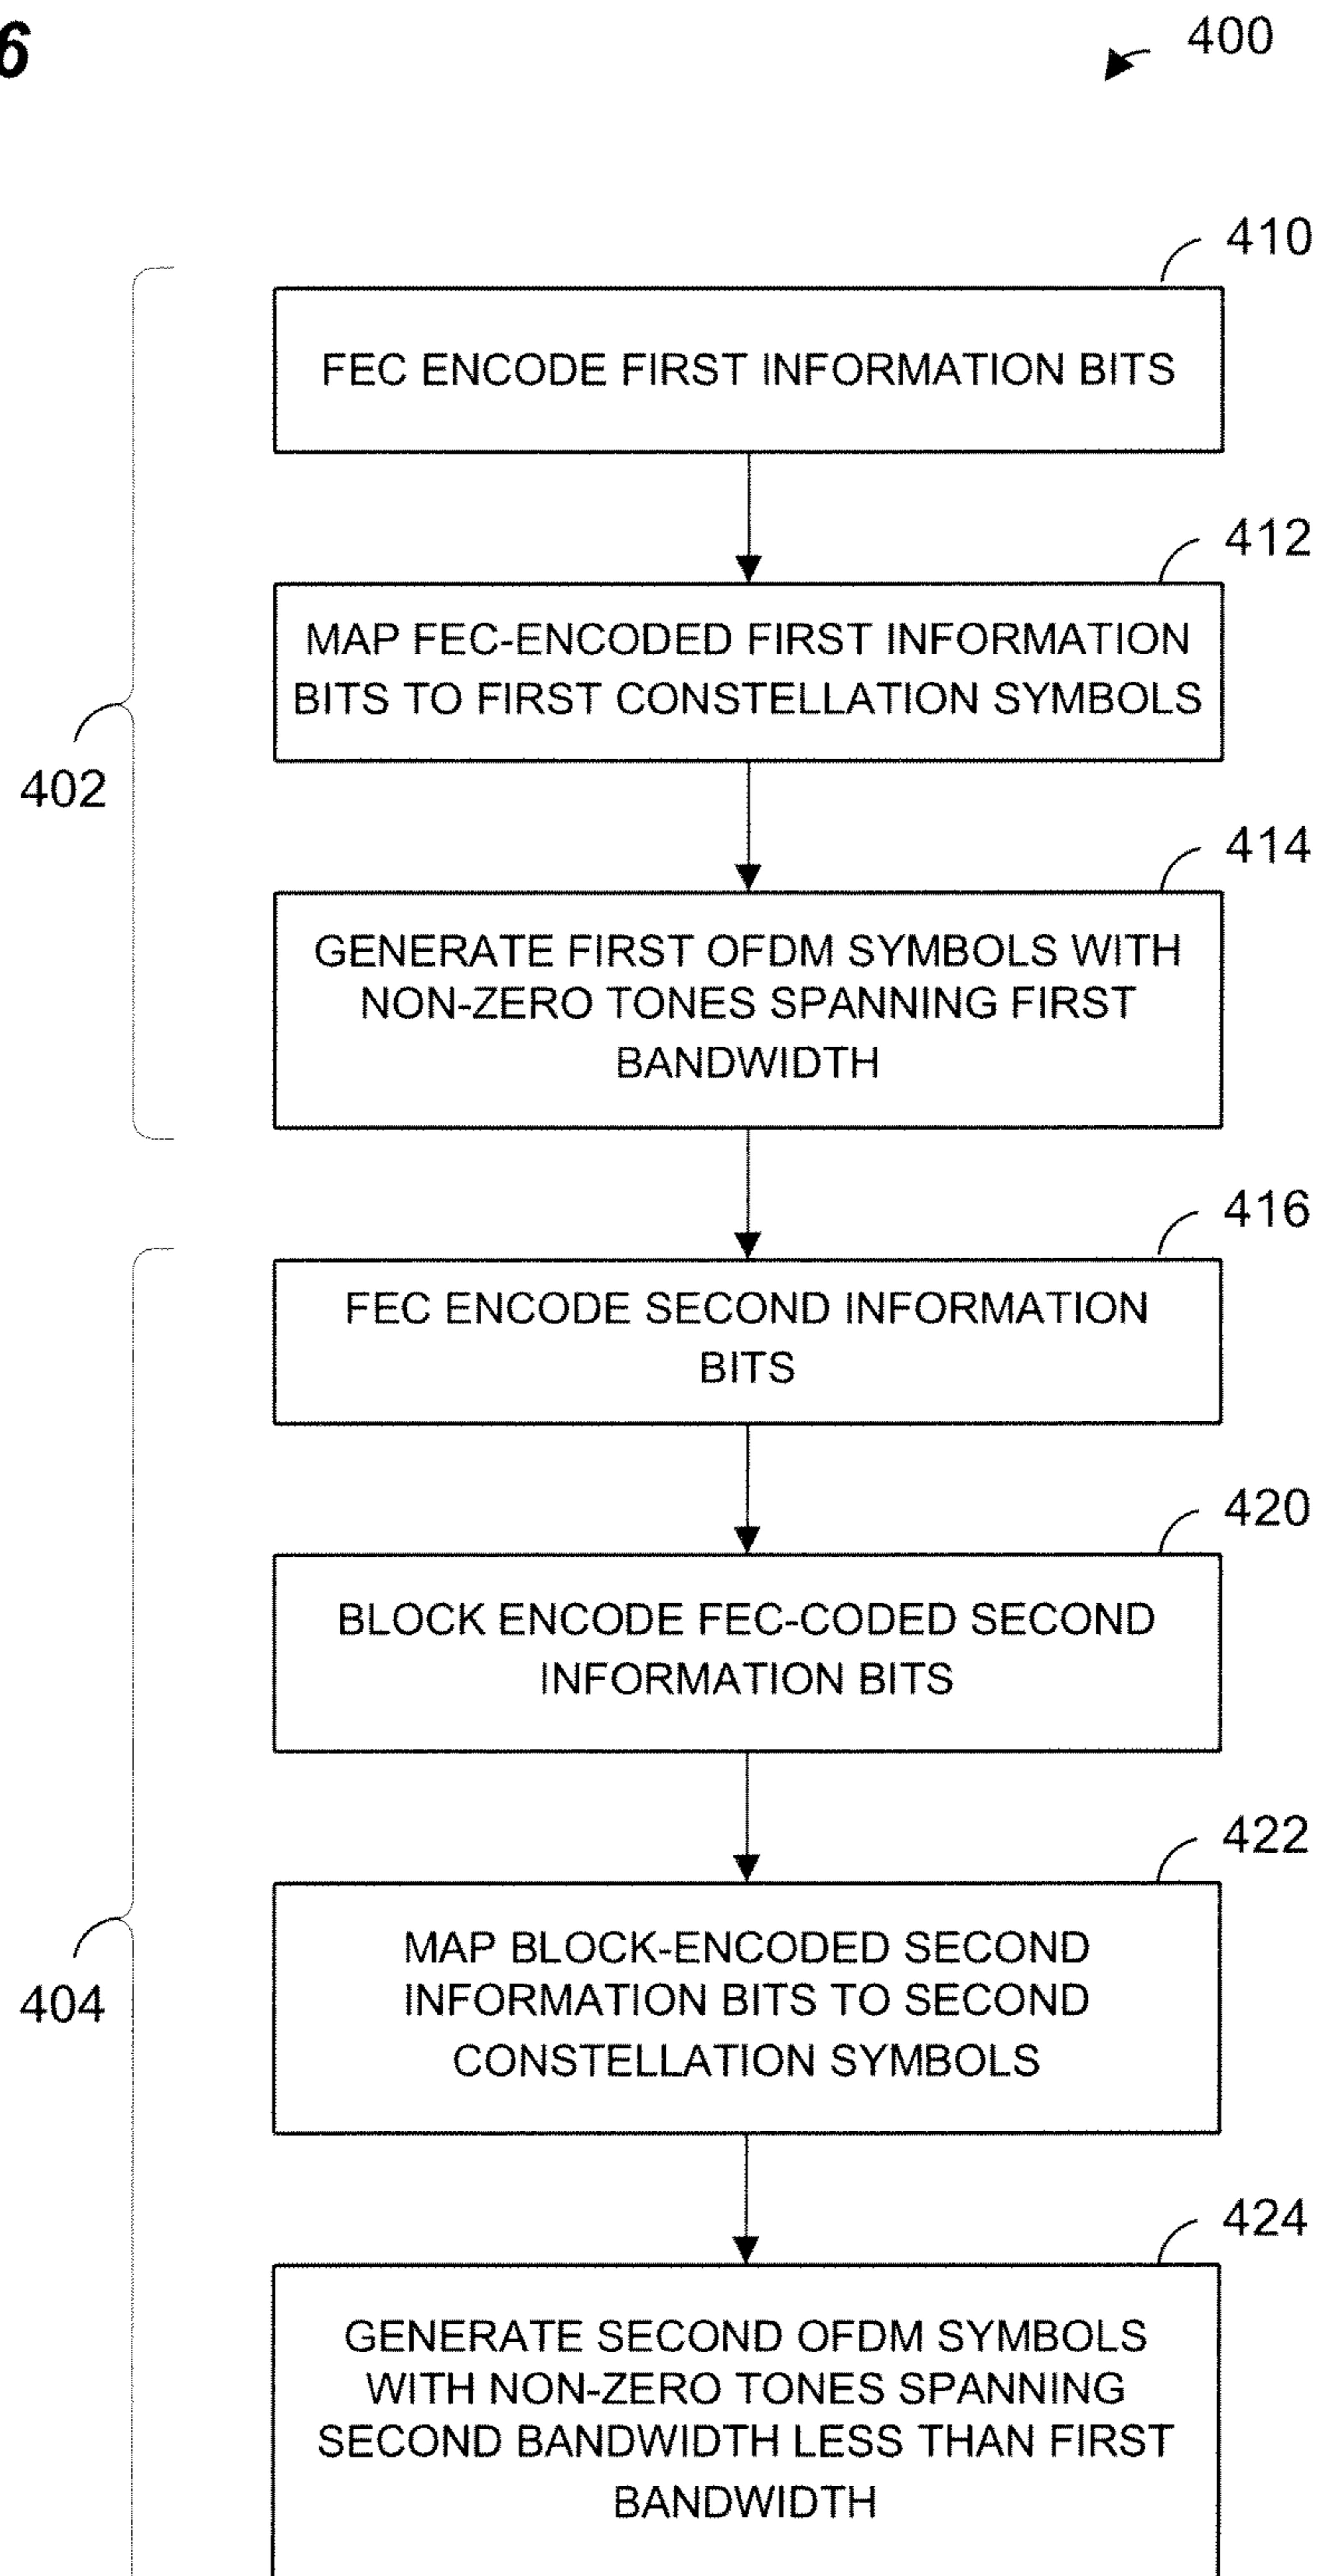 6
400
410
FEC ENCODE FIRST INFORMATION BITS
412
MAP FEC-ENCODED FIRST INFORMATION
BITS TO FIRST CONSTELLATION SYMBOLS
402
414
GENERATE FIRST OFDM SYMBOLS WITH
NON-ZERO TONES SPANNING FIRST
BANDWIDTH
416
FEC ENCODE SECOND INFORMATION
BITS
420
BLOCK ENCODE FEC-CODED SECOND
INFORMATION BITS
422
MAP BLOCK-ENCODED SECOND
INFORMATION BITS TO SECOND
CONSTELLATION SYMBOLS
404
424
GENERATE SECOND OFDM SYMBOLS
WITH NON-ZERO TONES SPANNING
SECOND BANDWIDTH LESS THAN FIRST
BANDWIDTH